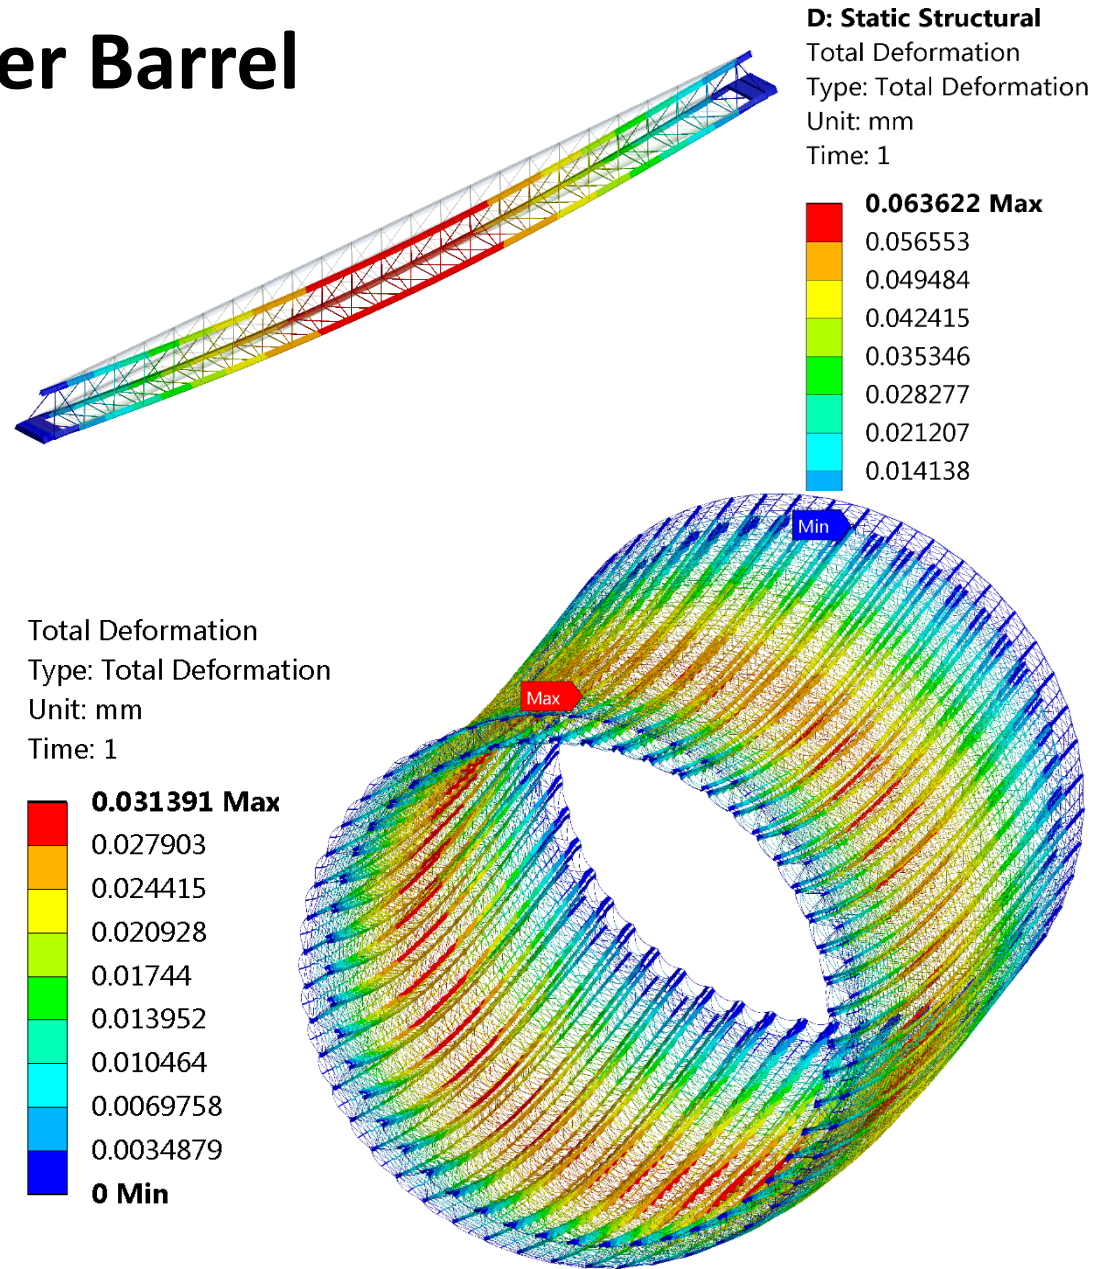 er Barrel
D: Static Structural
Total Deformation
Type: Total Deformation
Unit: mm
Time: 1
0.063622 Max
0.056553
0.049484
0.042415
0.035346
0.028277
0.021207
0.014138
Min
Total Deformation
Type: Total Deformation
Unit: mm
Time: 1
Max
0.031391 Max
0.027903
0.024415
0.020928
0.01744
0.013952
0.010464
0.0069758
0.0034879
0 Min